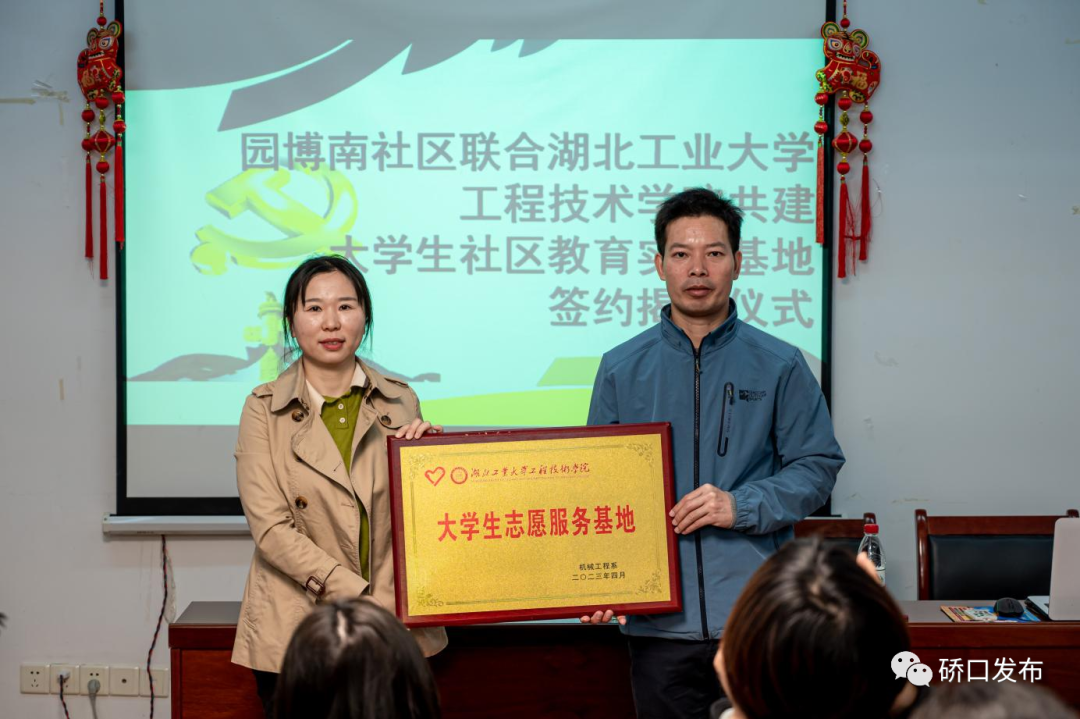 园博南社区联合湖北工业大学
工程技术学院共建
大学生社区教育实 基地
签约揭 仪式
湖北工业大学工程技术学院
大学生志愿服务基地
机械工程系
二〇二三年四月
硚口发布